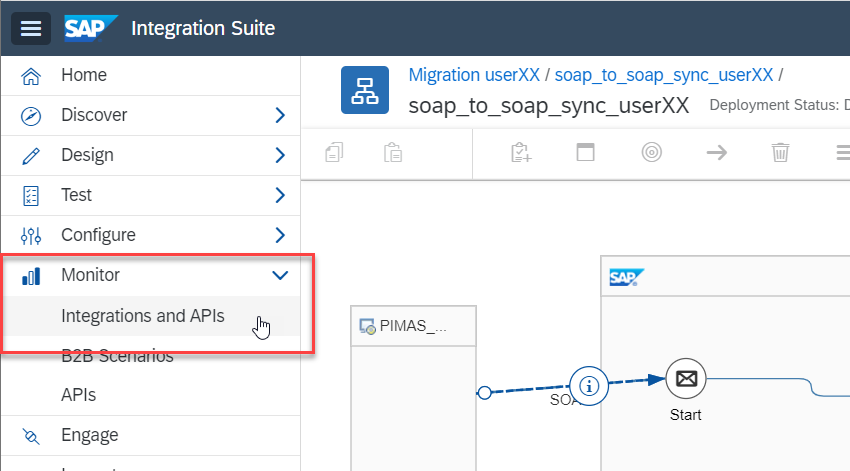 SAP Integration Suite
Home
Discover
Design
Test
Configure
Monitor
Integrations and APIs
B2B Scenarios
APIs
Engage
Migration userXX / soap_to_soap_sync_userXX /
soap_to_soap_sync_userXX Deployment Status: D
SAP
PIMAS_...
SOA
Start